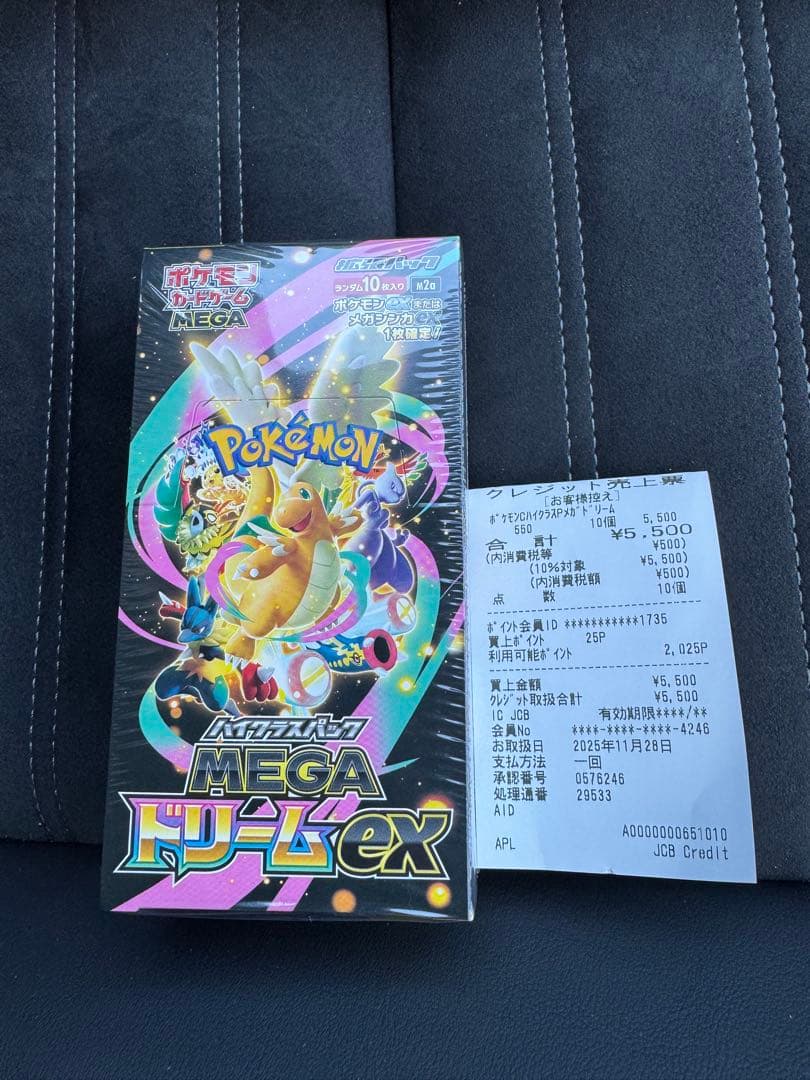 ポケモン
カードゲーム
MEGA
拡張パック
ランダム10枚入り M2a
ポケモンexまたは
メガシンカex
1枚確定!
POKéMON
ハイクラスパック
MEGA
ドリームex
クレジット売上票
[お客様控え]
ポケモンCハイクラスPメガドリーム
550 10個 5,500
合 計 ¥5,500
(内消費税等 ¥500)
(10%対象 ¥5,500)
(内消費税額 ¥500)
点 数 10個
ポイント会員ID ***********1735
買上ポイント 25P
利用可能ポイント 2,025P
買上金額 ¥5,500
クレジット取扱合計 ¥5,500
IC JCB 有効期限****/**
会員No ****-****-****-4246
お取扱日 2025年11月28日
支払方法 一回
承認番号 0576246
処理通番 29533
AID
A0000000651010
APL JCB Credit